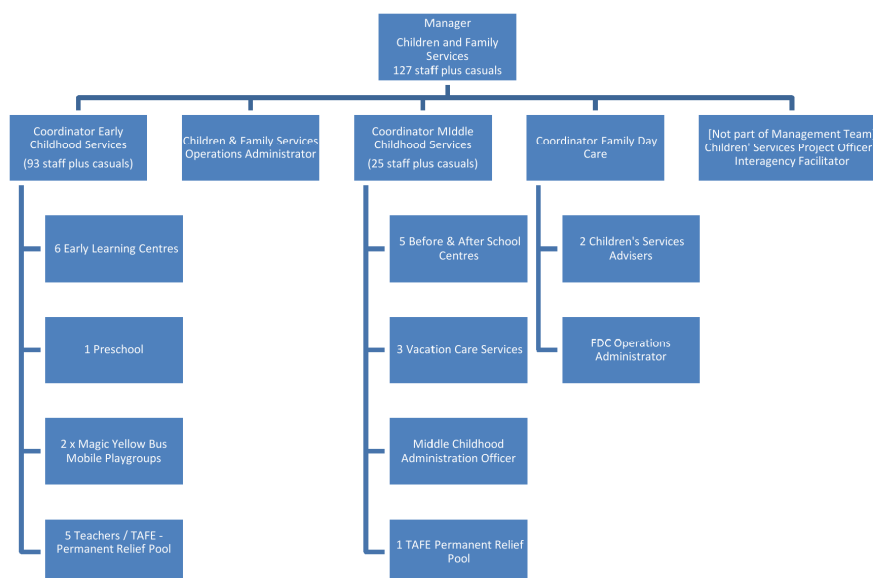 Manager
Children and Family
Services
127 staff plus casuals
Coordinator Early
Childhood Services
(93 staff plus casuals)
Children & Family Services
Operations Administrator
Coordinator MIddle
Childhood Services
(25 staff plus casuals)
Coordinator Family Day
Care
[Not part of Management Team
Children' Services Project Officer
Interagency Facilitator
6 Early Learning Centres
1 Preschool
2 x Magic Yellow Bus
Mobile Playgroups
5 Teachers / TAFE -
Permanent Relief Pool
5 Before & After School
Centres
3 Vacation Care Services
Middle Childhood
Administration Officer
1 TAFE Permanent Relief
Pool
2 Children's Services
Advisers
FDC Operations
Administrator